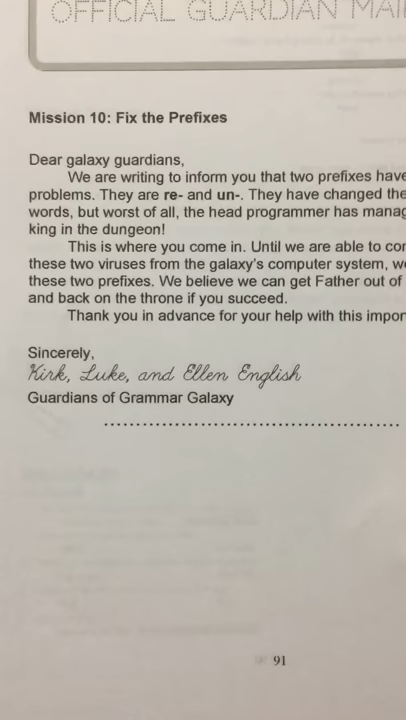 OFFICIAL GUARDIAN MAI
Mission 10: Fix the Prefixes
Dear galaxy guardians,
We are writing to inform you that two prefixes have
problems. They are re- and un-. They have changed the
words, but worst of all, the head programmer has manag
king in the dungeon!
This is where you come in. Until we are able to cor
these two viruses from the galaxy's computer system, we
these two prefixes. We believe we can get Father out of
and back on the throne if you succeed.
Thank you in advance for your help with this impor
Sincerely,
Kirk, Luke, and Ellen English
Guardians of Grammar Galaxy
91